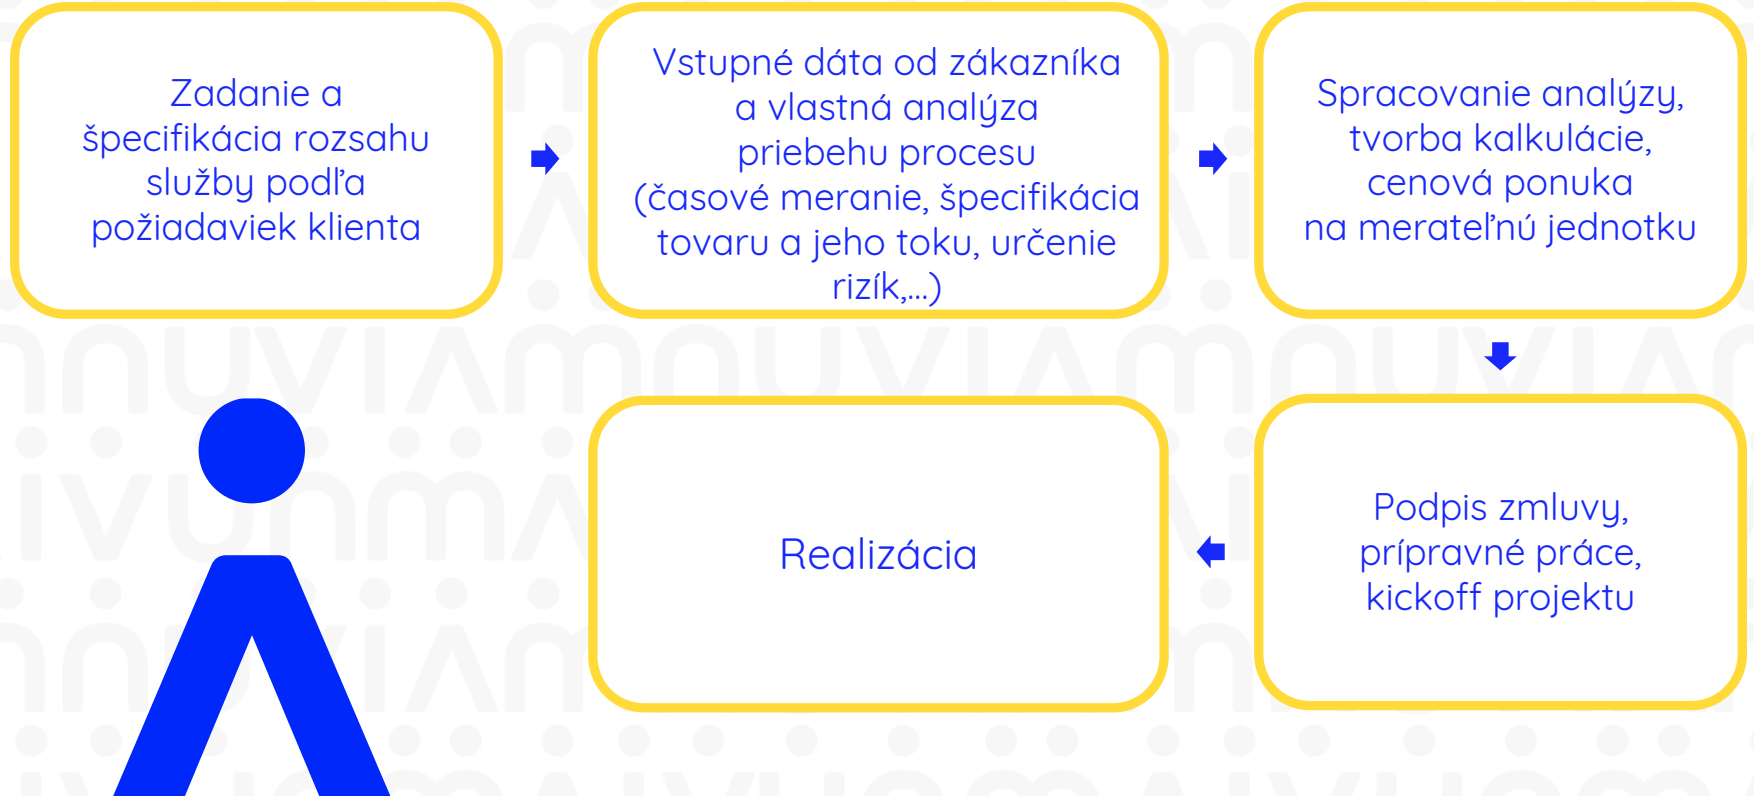 Zadanie a
špecifikácia rozsahu
služby podľa
požiadaviek klienta
Vstupné dáta od zákazníka
a vlastná analýza
priebehu procesu
(časové meranie, špecifikácia
tovaru a jeho toku, určenie
rizík,...)
Spracovanie analýzy,
tvorba kalkulácie,
cenová ponuka
na merateľnú jednotku
Podpis zmluvy,
prípravné práce,
kickoff projektu
Realizácia